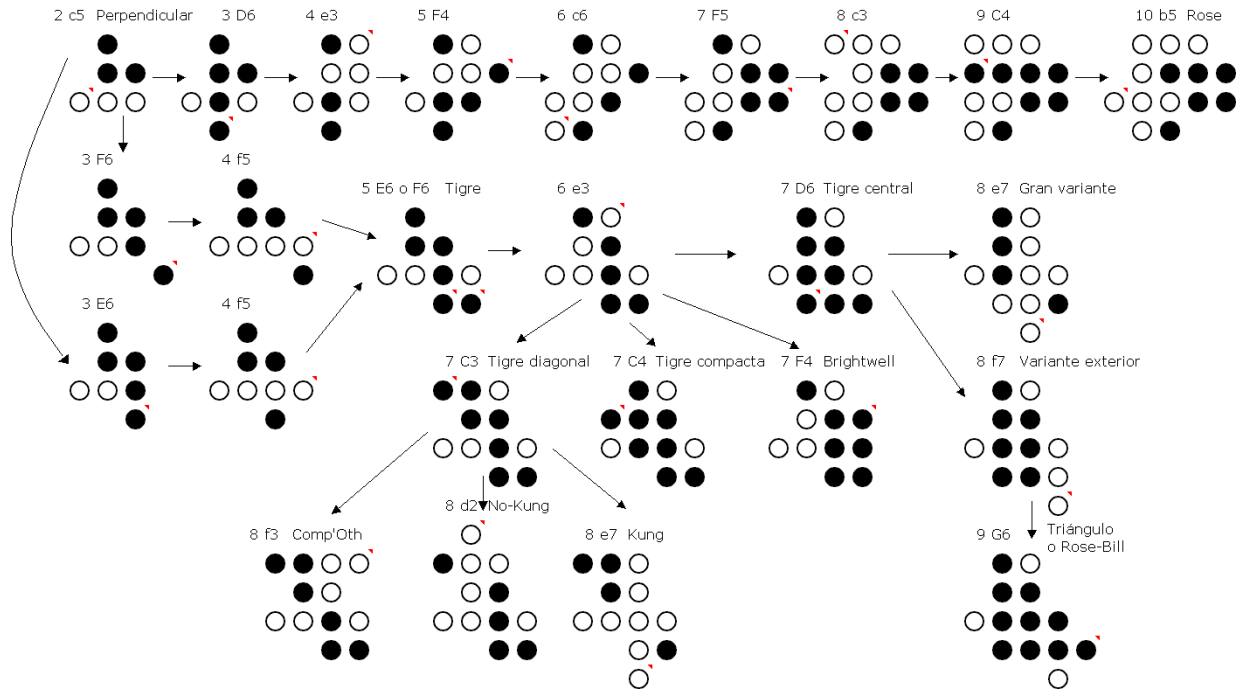 2 c5 Perpendicular
3 D6
4 e3
5 F4
6 c6
7 F5
8 c3
9 C4
10 b5 Rose
3 F6
4 f5
5 E6 o F6 Tigre
6 e3
7 D6 Tigre central
8 e7 Gran variante
3 E6
4 f5
7 C3 Tigre diagonal
7 C4 Tigre compacta
7 F4 Brightwell
8 f7 Variante exterior
8 f3 Comp'Oth
8 d2 No-Kung
8 e7 Kung
9 G6
Triángulo
o Rose-Bill